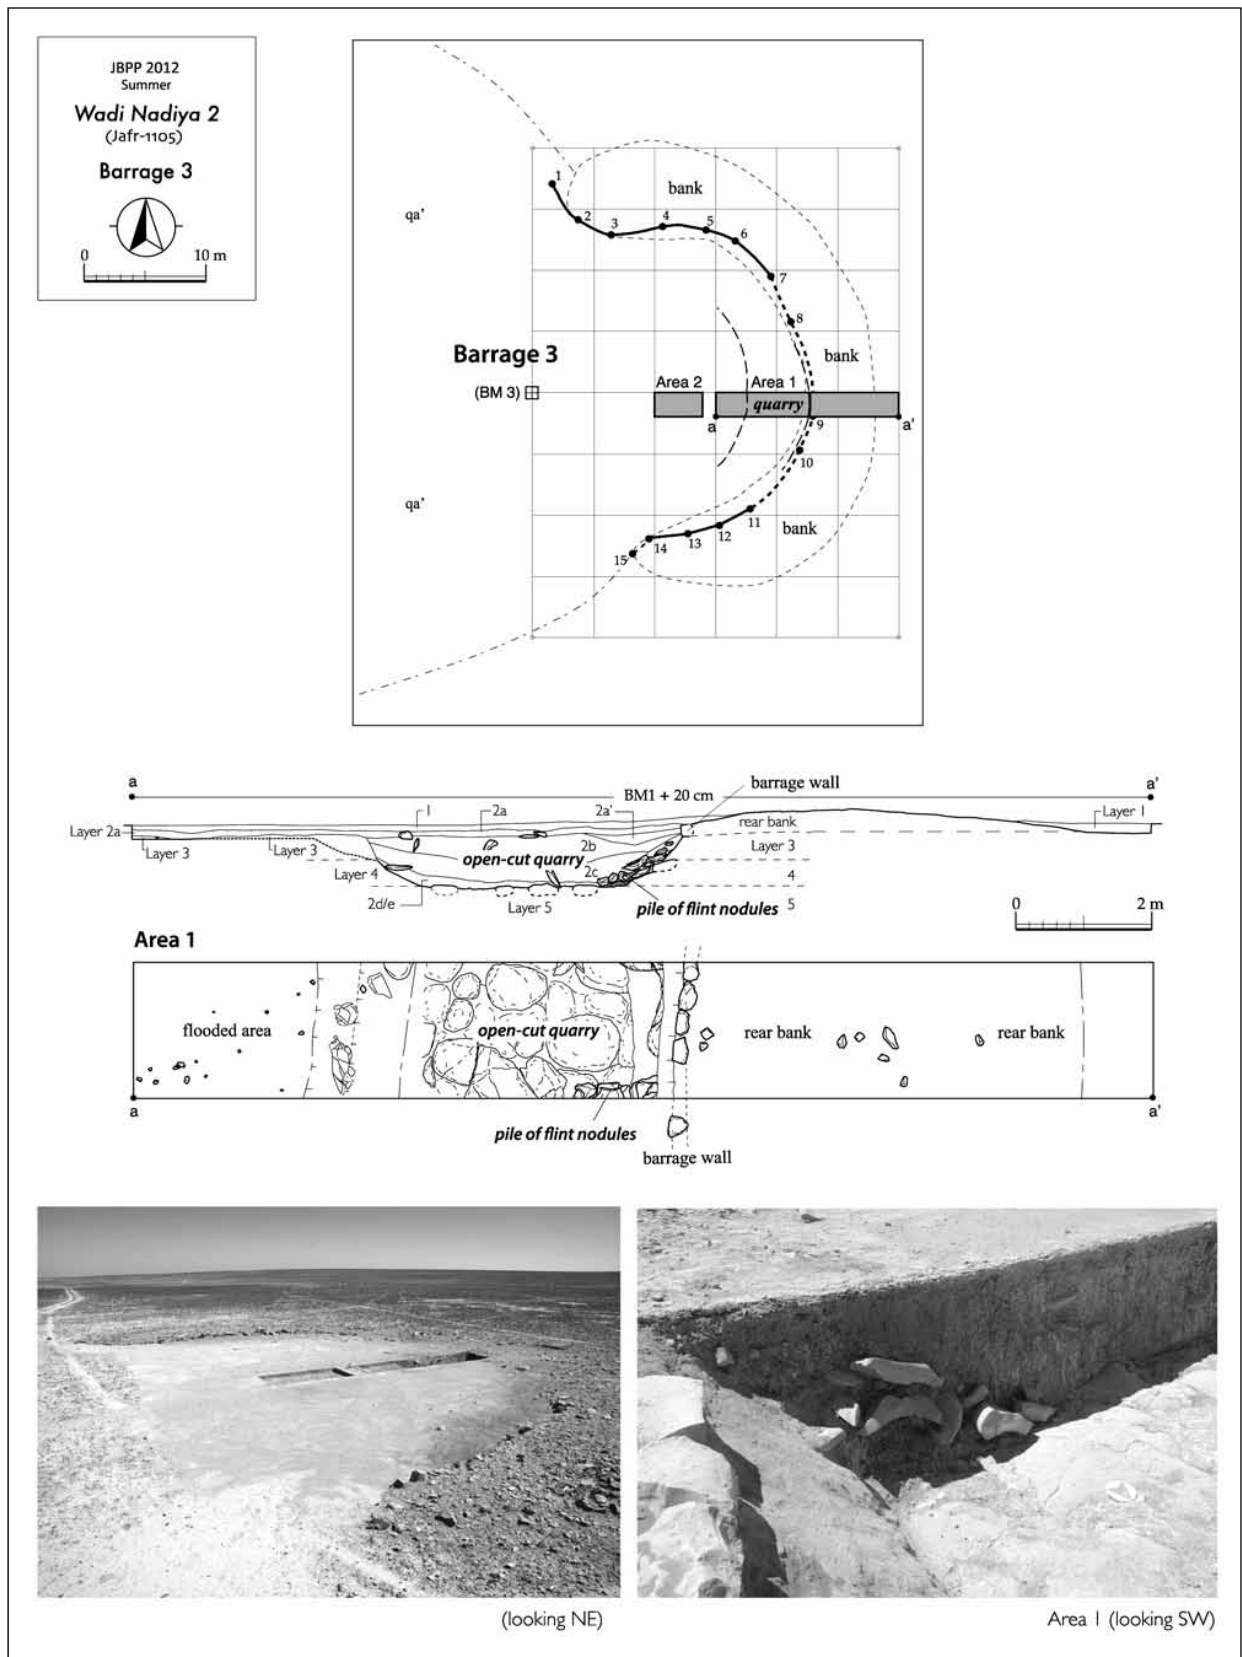 JBPP 2012
Summer
Wadi Nadiya 2
(Jafr-1105)
Barrage 3
0 10 m
1
bank
2
3
4
5
6
qa'
7
8
Barrage 3
bank
Area 2
Area 1
(BM 3)
quarry
a
9
a'
10
qa'
11
bank
12
13
14
15
a
a'
barrage wall
BM1 + 20 cm
1
2a
2a'
Layer 1
rear bank
Layer 2a
2b
Layer 3
Layer 3
Layer 3
open-cut quarry
Layer 4
2c
4
2d/e
Layer 5
pile of flint nodules
5
0 2 m
Area 1
flooded area
open-cut quarry
rear bank
rear bank
a
a'
pile of flint nodules
barrage wall
(looking NE)
Area 1 (looking SW)